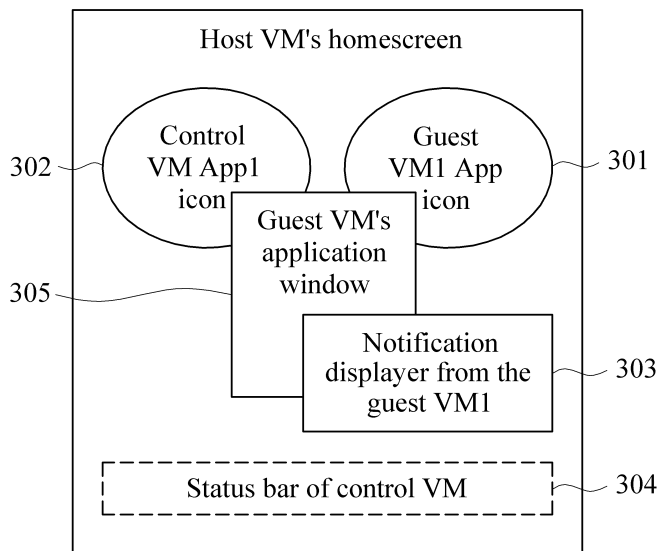 Host VM's homescreen
Control
VM App1
icon
302
Guest
VM1 App
icon
301
Guest VM's
application
window
305
Notification
displayer from the
guest VM1
303
Status bar of control VM
304